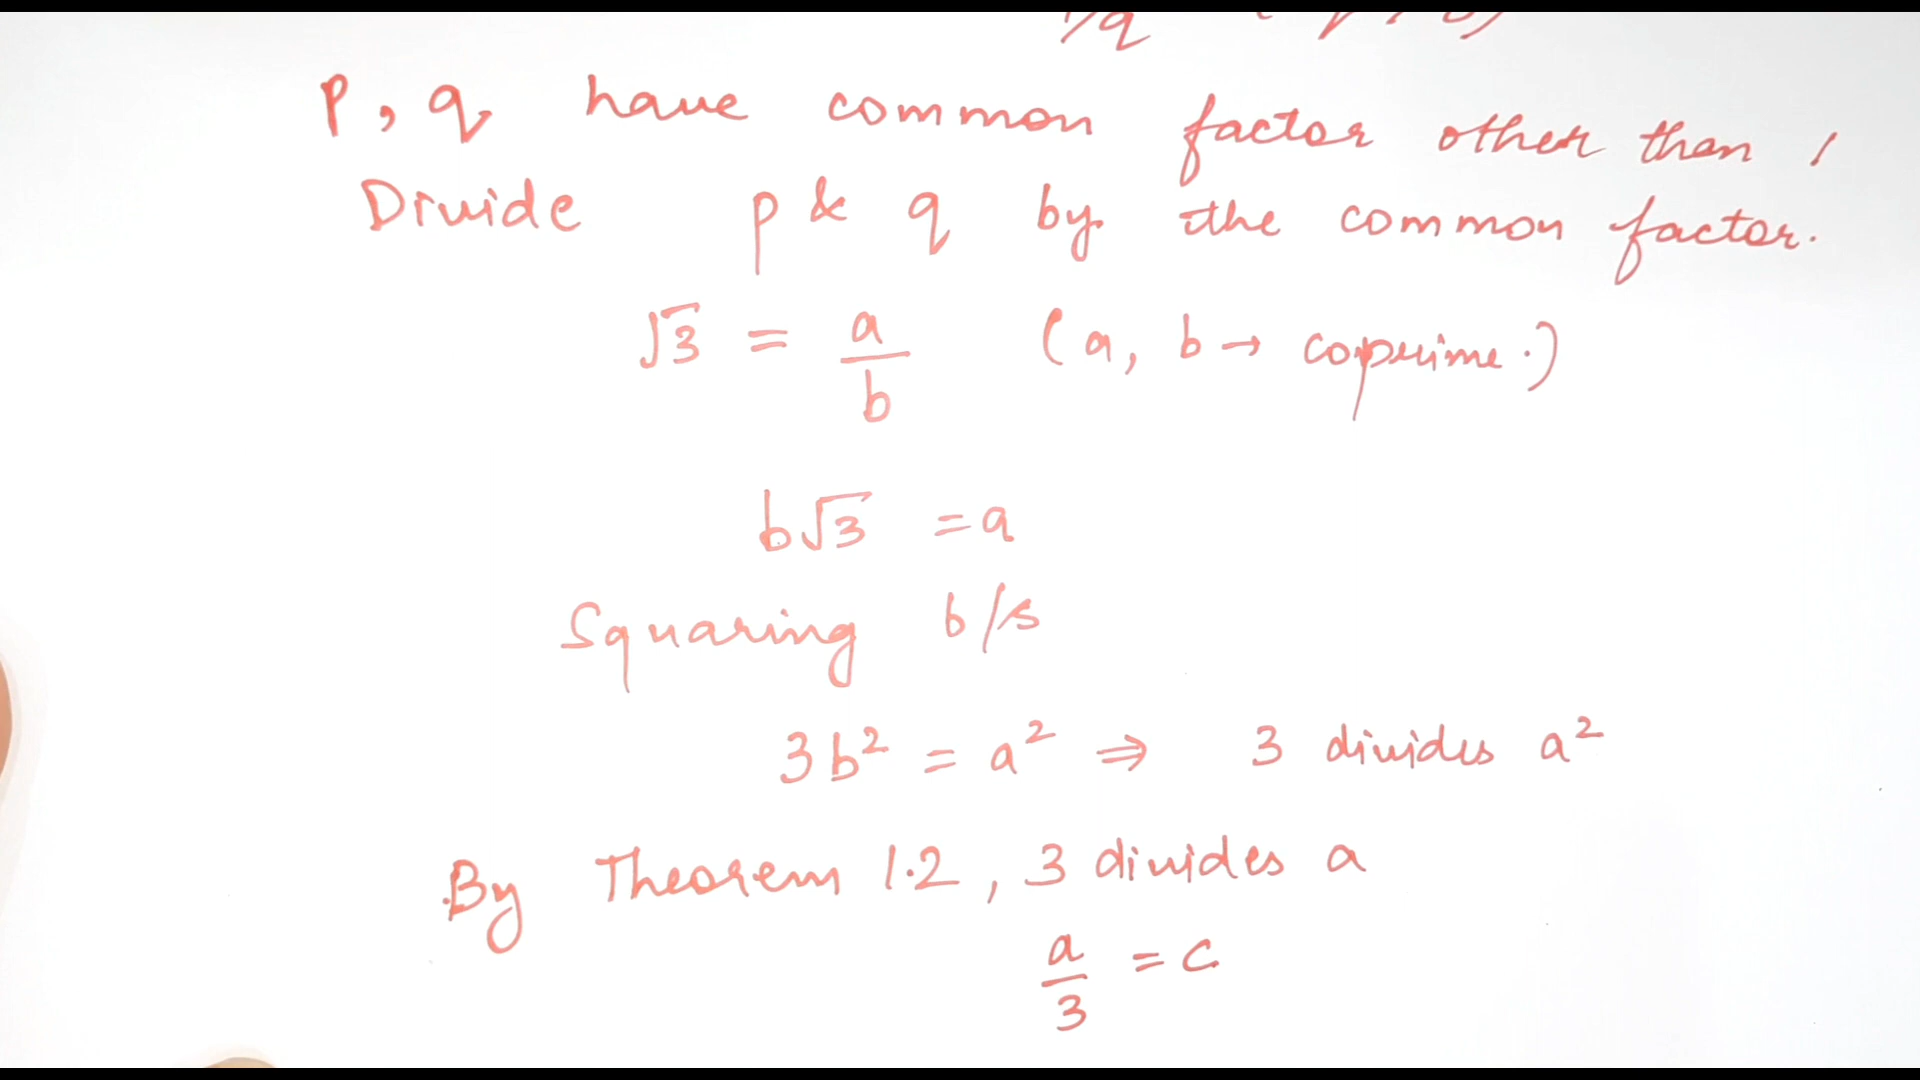 P, q have common factor other than 1
Divide p & q by the common factor.
√3 = a/b (a, b → coprime.)
b√3 = a
Squaring b/s
3b² = a² ⇒ 3 divides a²
By Theorem 1.2, 3 divides a
a/3 = c